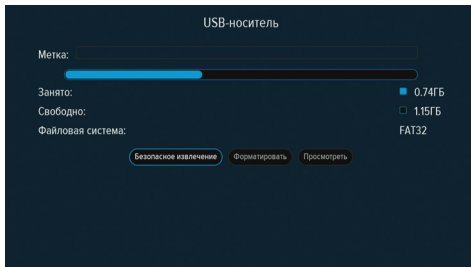 USB-носитель
Метка:
Занято: 0.74ГБ
Свободно: 1.15ГБ
Файловая система: FAT32
Безопасное извлечение Форматировать Просмотреть